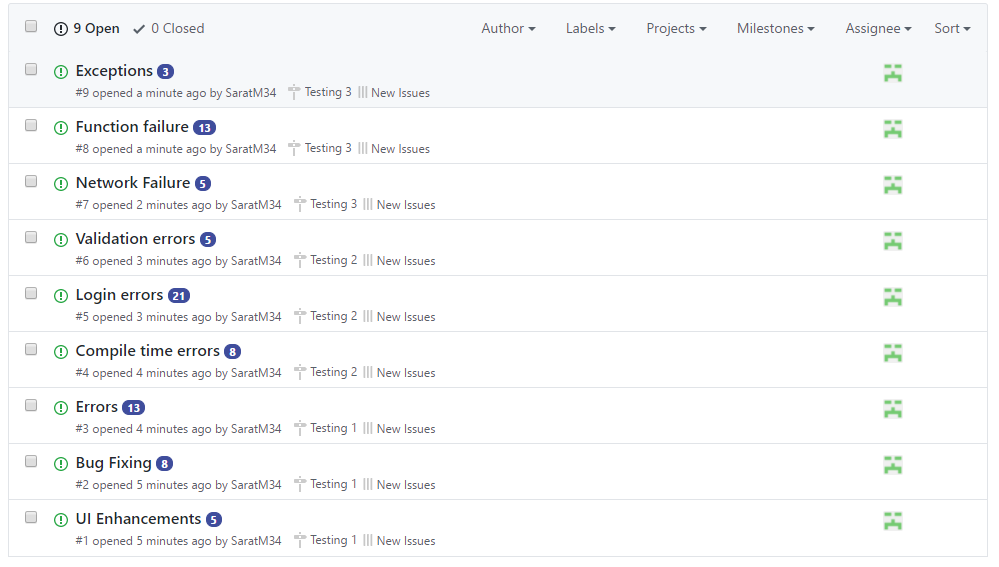 9 Open 0 Closed Author Labels Projects Milestones Assignee Sort
Exceptions 3
#9 opened a minute ago by SaratM34 Testing 3 New Issues
Function failure 13
#8 opened a minute ago by SaratM34 Testing 3 New Issues
Network Failure 5
#7 opened 2 minutes ago by SaratM34 Testing 3 New Issues
Validation errors 5
#6 opened 3 minutes ago by SaratM34 Testing 2 New Issues
Login errors 21
#5 opened 3 minutes ago by SaratM34 Testing 2 New Issues
Compile time errors 8
#4 opened 4 minutes ago by SaratM34 Testing 2 New Issues
Errors 13
#3 opened 4 minutes ago by SaratM34 Testing 1 New Issues
Bug Fixing 8
#2 opened 5 minutes ago by SaratM34 Testing 1 New Issues
UI Enhancements 5
#1 opened 5 minutes ago by SaratM34 Testing 1 New Issues